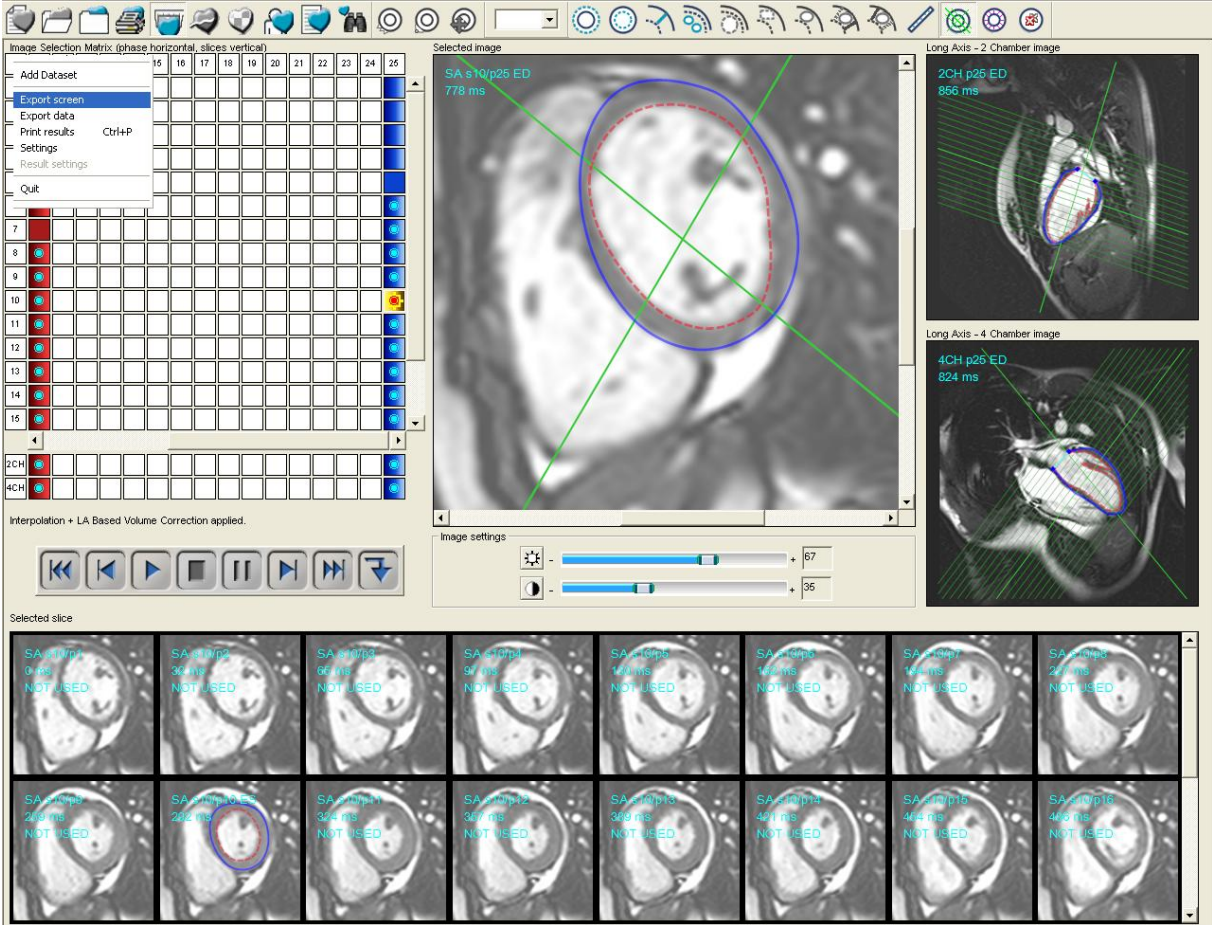 Image Selection Matrix (phase horizontal, slices vertical)
15 16 17 18 19 20 21 22 23 24 25
Add Dataset
Export screen
Export data
Print results Ctrl+P
Settings
Result settings
Quit
7
8
9
10
11
12
13
14
15
2CH
4CH
Interpolation + LA Based Volume Correction applied.
Selected image
SA s10/p25 ED
778 ms
Image settings
- + 67
- + 35
Long Axis - 2 Chamber image
2CH p25 ED
856 ms
Long Axis - 4 Chamber image
4CH p25 ED
824 ms
Selected slice
SA s10/p1 SA s10/p2 SA s10/p3 SA s10/p4 SA s10/p5 SA s10/p6 SA s10/p7 SA s10/p8
0 ms 32 ms 65 ms 97 ms 130 ms 162 ms 194 ms 227 ms
NOT USED NOT USED NOT USED NOT USED NOT USED NOT USED NOT USED NOT USED
SA s10/p9 SA s10/p10 ES SA s10/p11 SA s10/p12 SA s10/p13 SA s10/p14 SA s10/p15 SA s10/p16
259 ms 292 ms 324 ms 357 ms 389 ms 421 ms 454 ms 486 ms
NOT USED NOT USED NOT USED NOT USED NOT USED NOT USED NOT USED